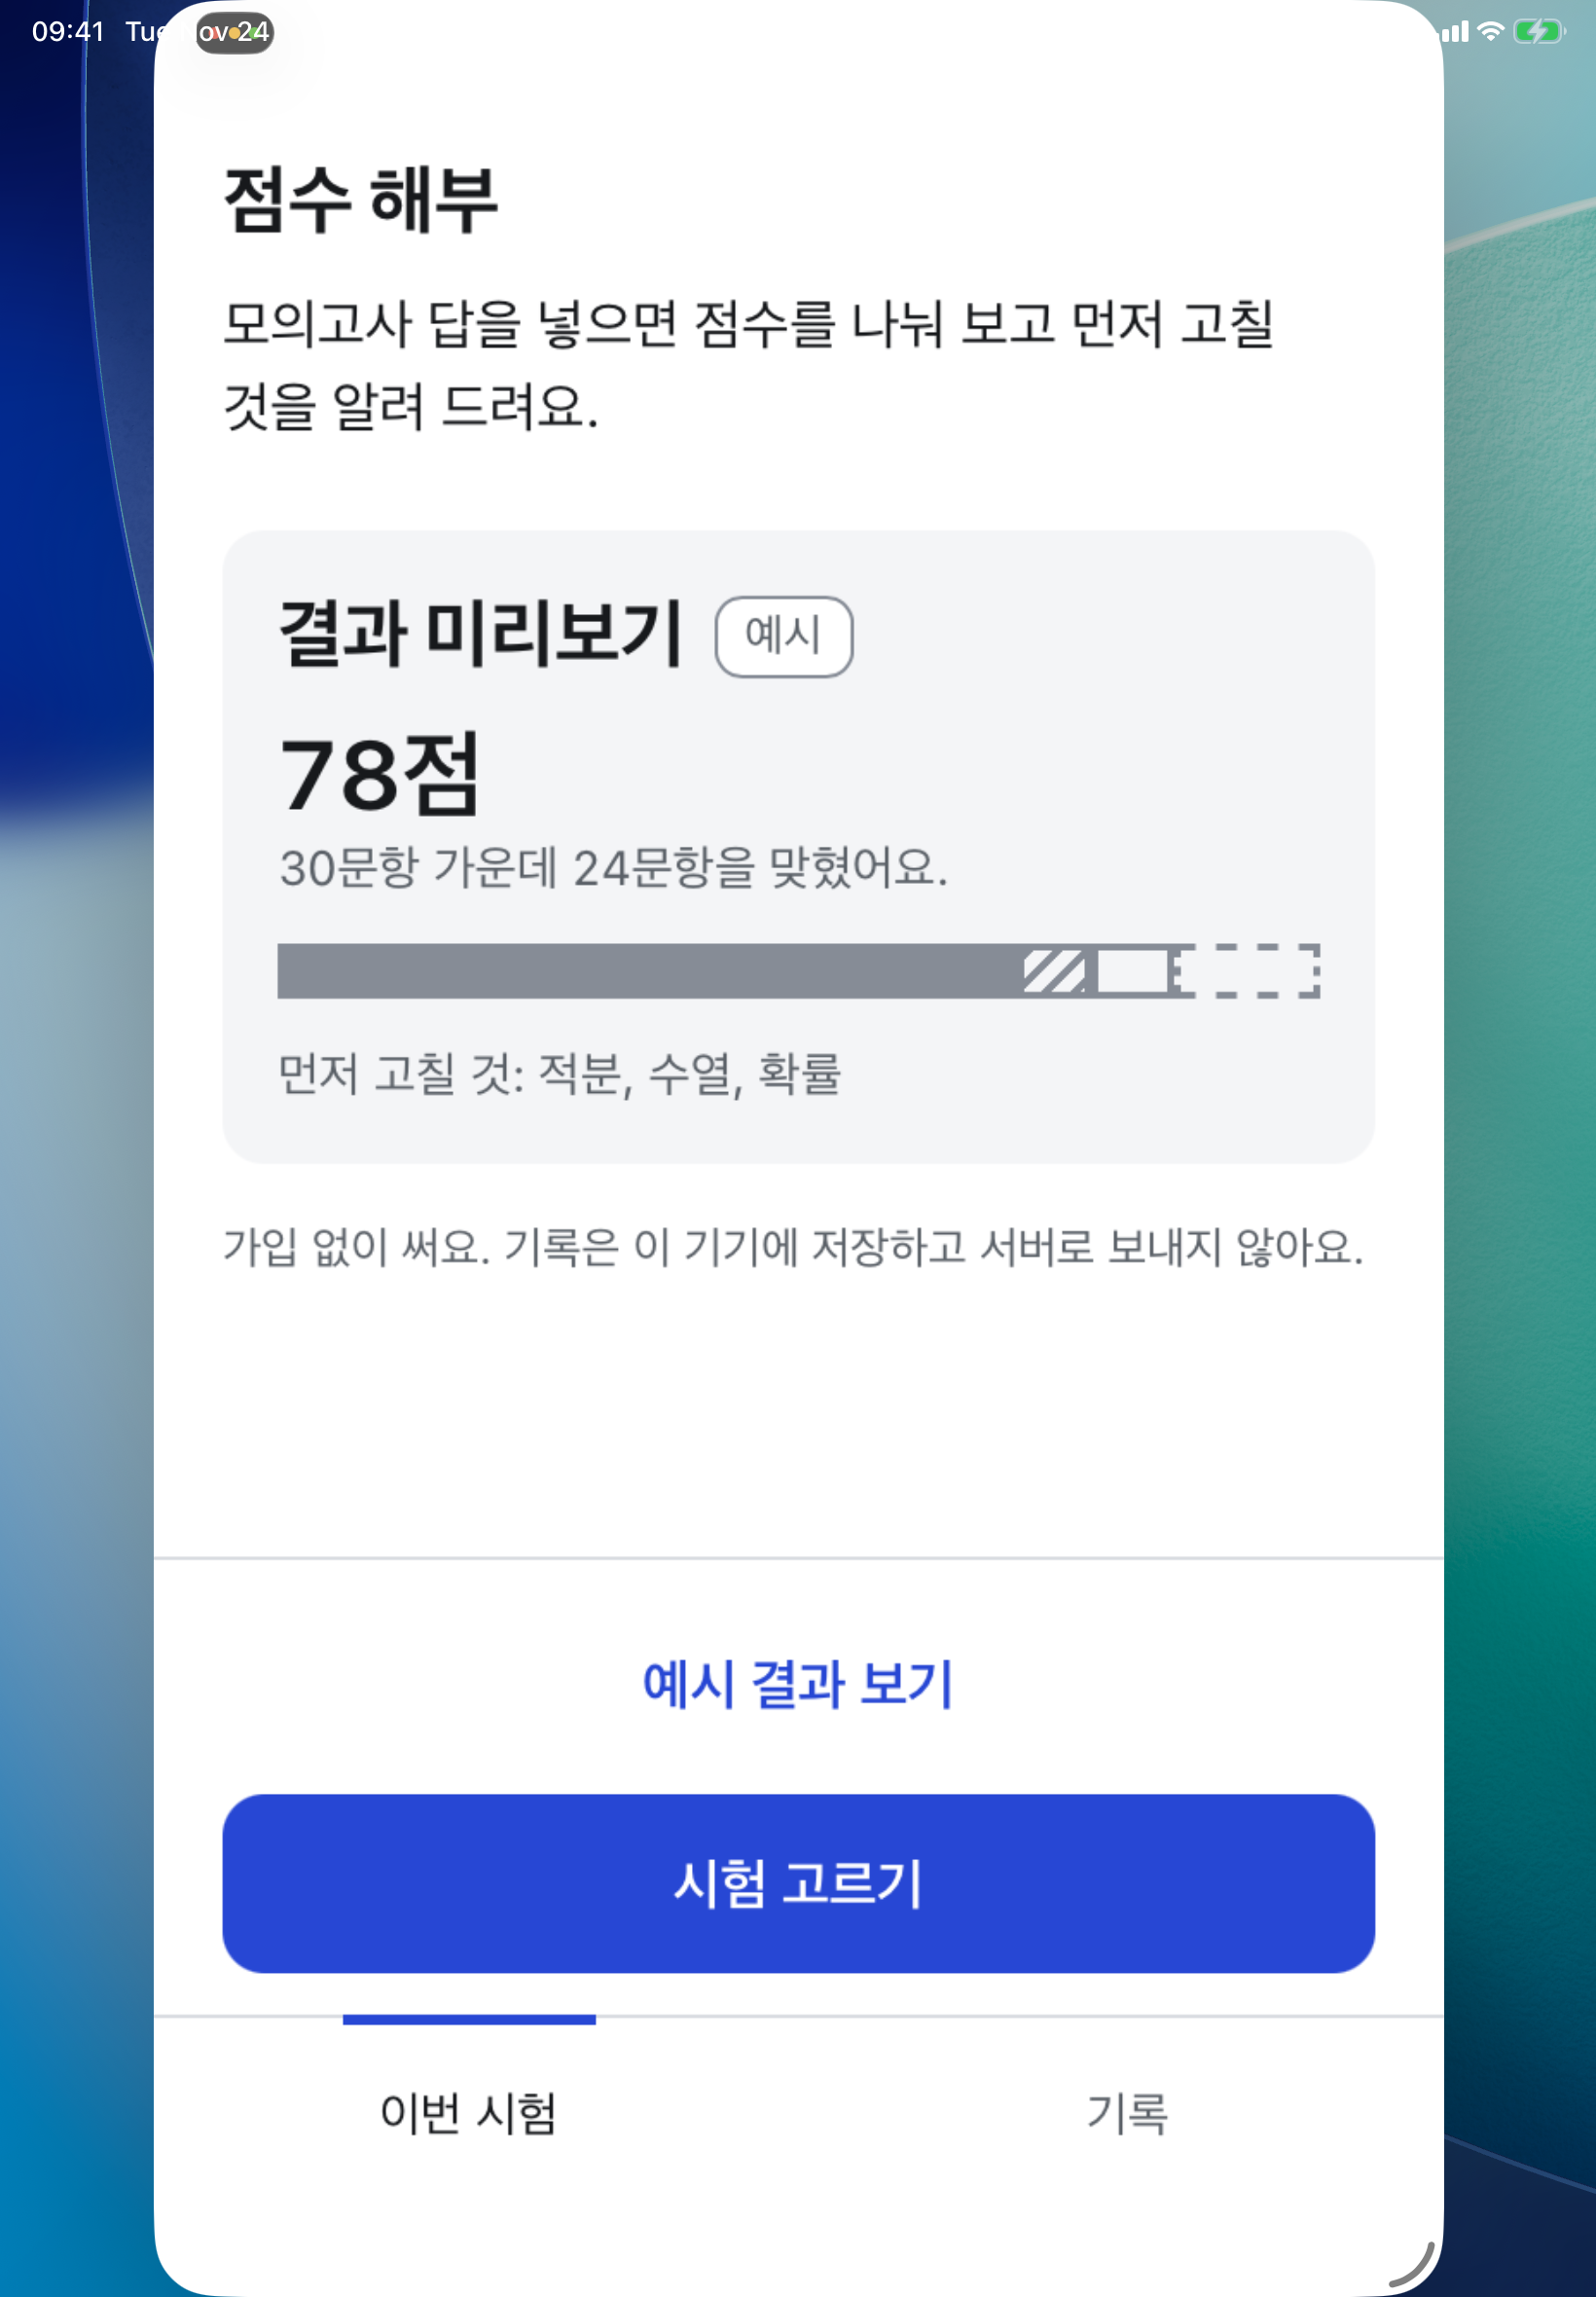 09:41 Tue Nov 24
점수 해부
모의고사 답을 넣으면 점수를 나눠 보고 먼저 고칠
것을 알려 드려요.
결과 미리보기 예시
78점
30문항 가운데 24문항을 맞혔어요.
먼저 고칠 것: 적분, 수열, 확률
가입 없이 써요. 기록은 이 기기에 저장하고 서버로 보내지 않아요.
예시 결과 보기
시험 고르기
이번 시험 기록